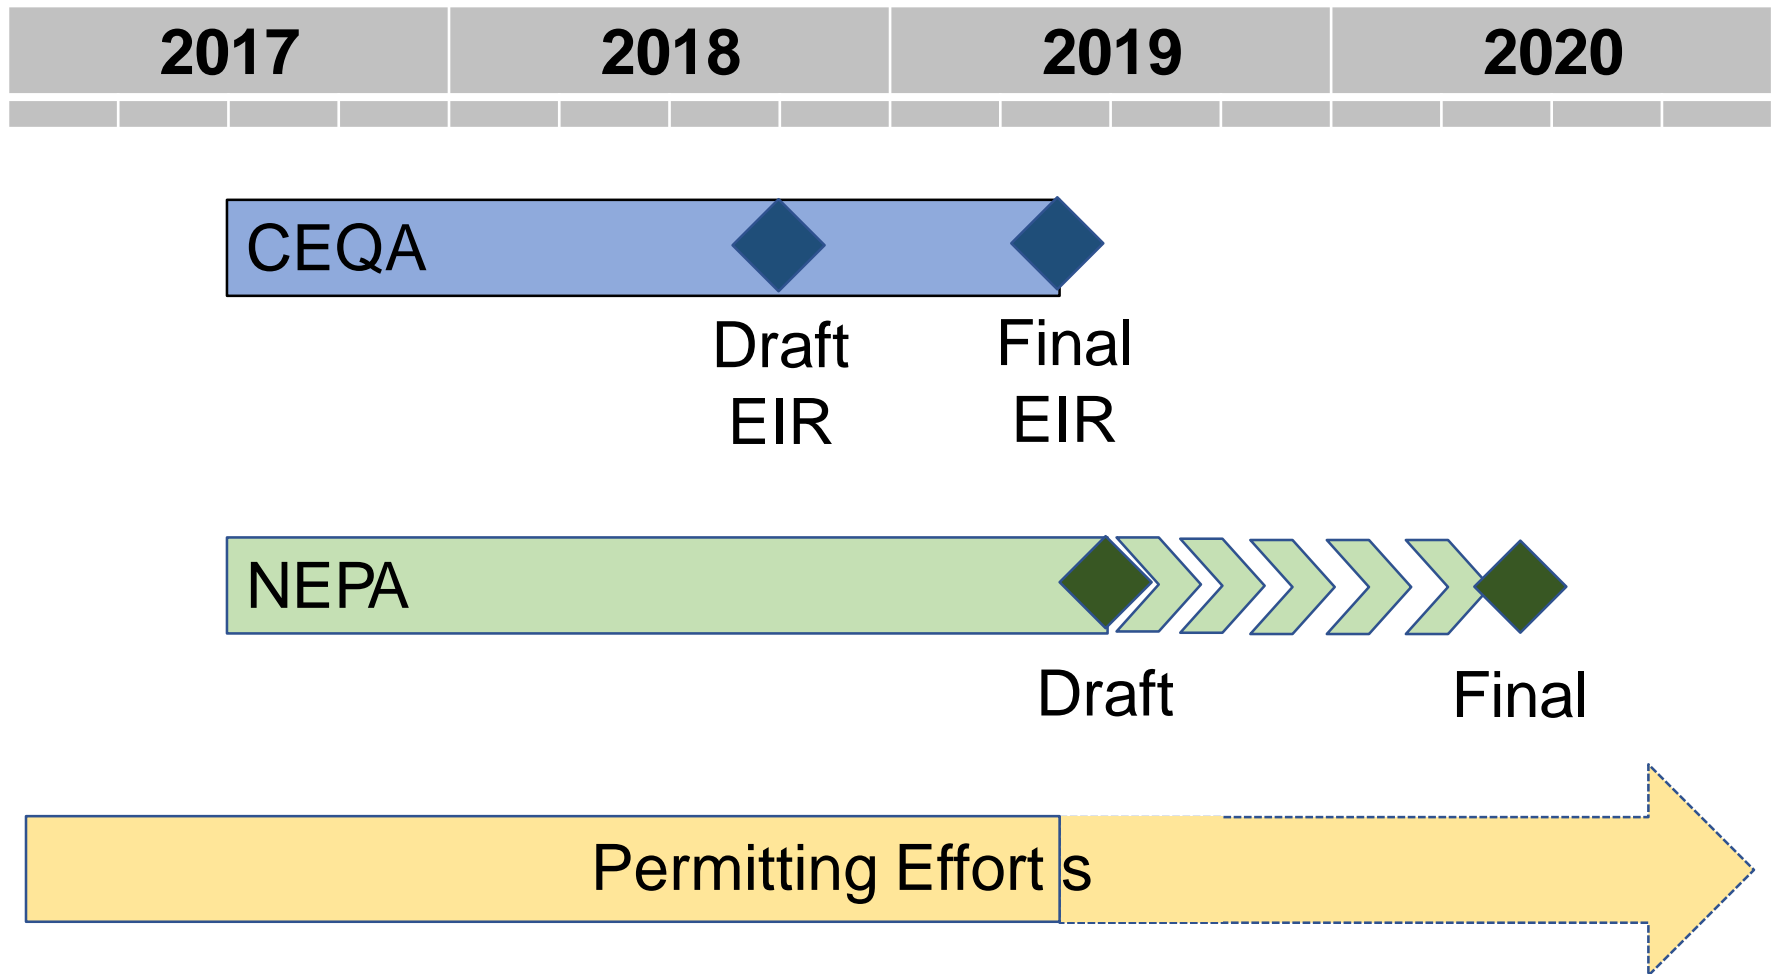 2017 2018 2019 2020
CEQA
Draft Final
EIR EIR
NEPA
Draft Final
Permitting Efforts